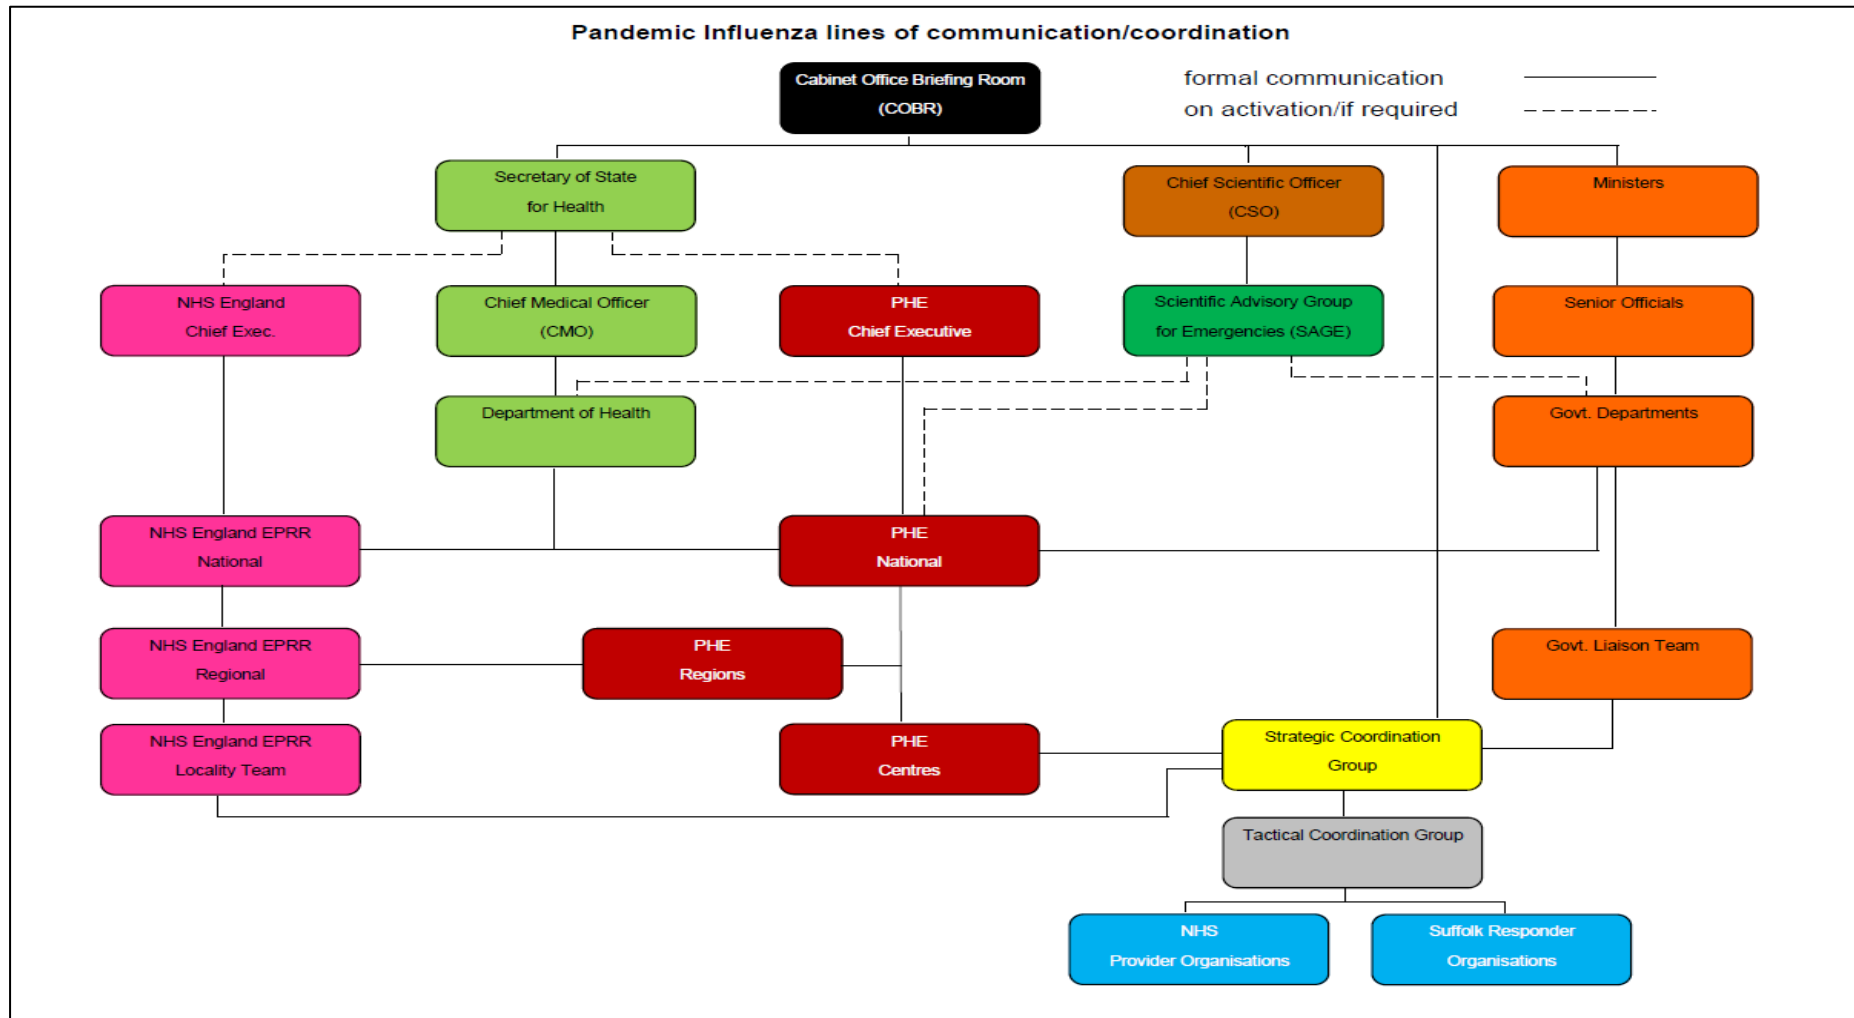 Pandemic Influenza lines of communication/coordination
Cabinet Office Briefing Room
(COBR)
formal communication
on activation/if required
Secretary of State
for Health
Chief Scientific Officer
(CSO)
Ministers
NHS England
Chief Exec.
Chief Medical Officer
(CMO)
PHE
Chief Executive
Scientific Advisory Group
for Emergencies (SAGE)
Senior Officials
Department of Health
Govt. Departments
NHS England EPRR
National
PHE
National
NHS England EPRR
Regional
PHE
Regions
Govt. Liaison Team
NHS England EPRR
Locality Team
PHE
Centres
Strategic Coordination
Group
Tactical Coordination Group
NHS
Provider Organisations
Suffolk Responder
Organisations